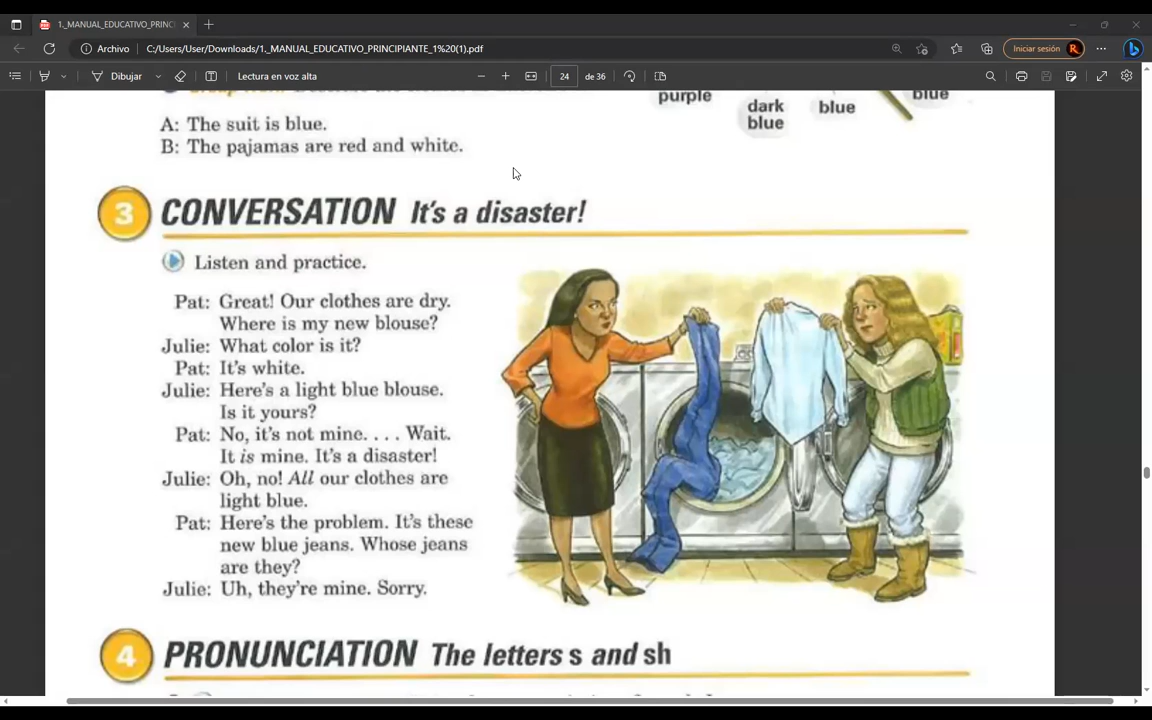 1._MANUAL_EDUCATIVO_PRINC
Archivo C:/Users/User/Downloads/1._MANUAL_EDUCATIVO_PRINCIPIANTE_1%20(1).pdf Iniciar sesión R
Dibujar Lectura en voz alta 24 de 36
purple dark blue blue blue
A: The suit is blue.
B: The pajamas are red and white.
3 CONVERSATION It's a disaster!
Listen and practice.
Pat: Great! Our clothes are dry.
Where is my new blouse?
Julie: What color is it?
Pat: It's white.
Julie: Here's a light blue blouse.
Is it yours?
Pat: No, it's not mine. . . . Wait.
It is mine. It's a disaster!
Julie: Oh, no! All our clothes are
light blue.
Pat: Here's the problem. It's these
new blue jeans. Whose jeans
are they?
Julie: Uh, they're mine. Sorry.
4 PRONUNCIATION The letters s and sh